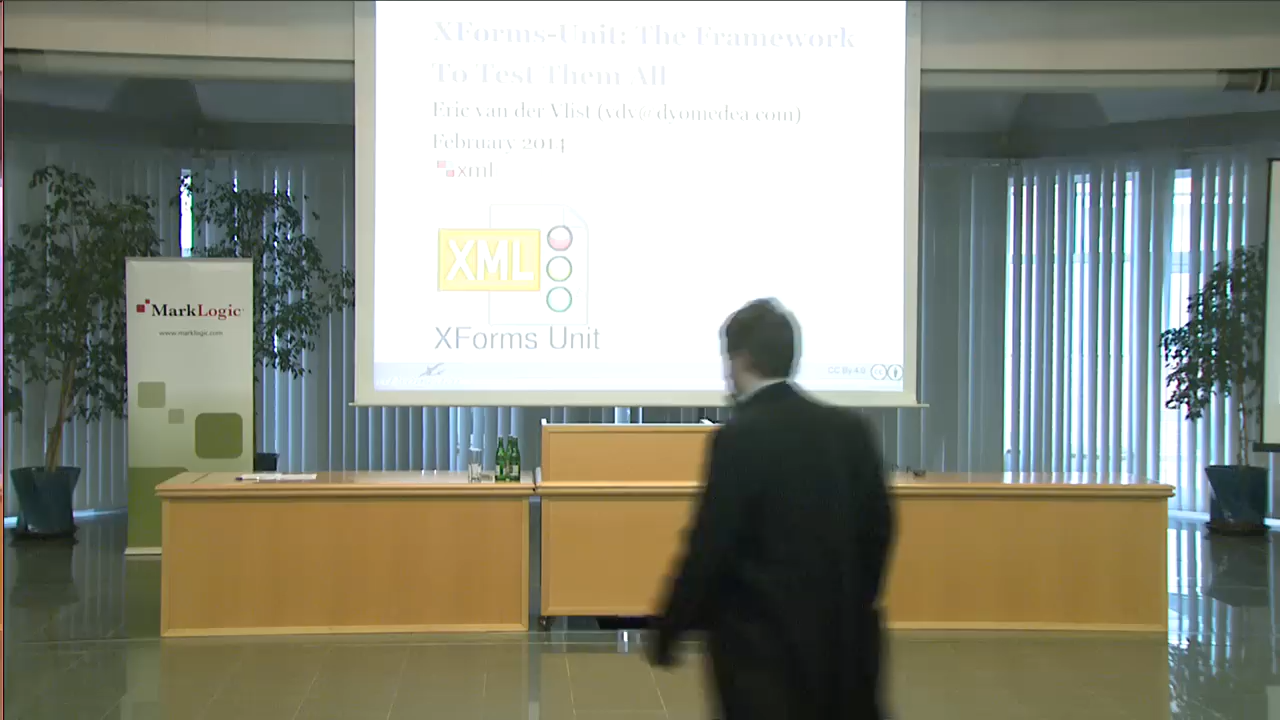 XForms-Unit: The Framework
To Test Them All
Eric van der Vlist (vdv@dyomedea.com)
February 2014
xml
XML
XForms Unit
CC By 4.0
MarkLogic
www.marklogic.com